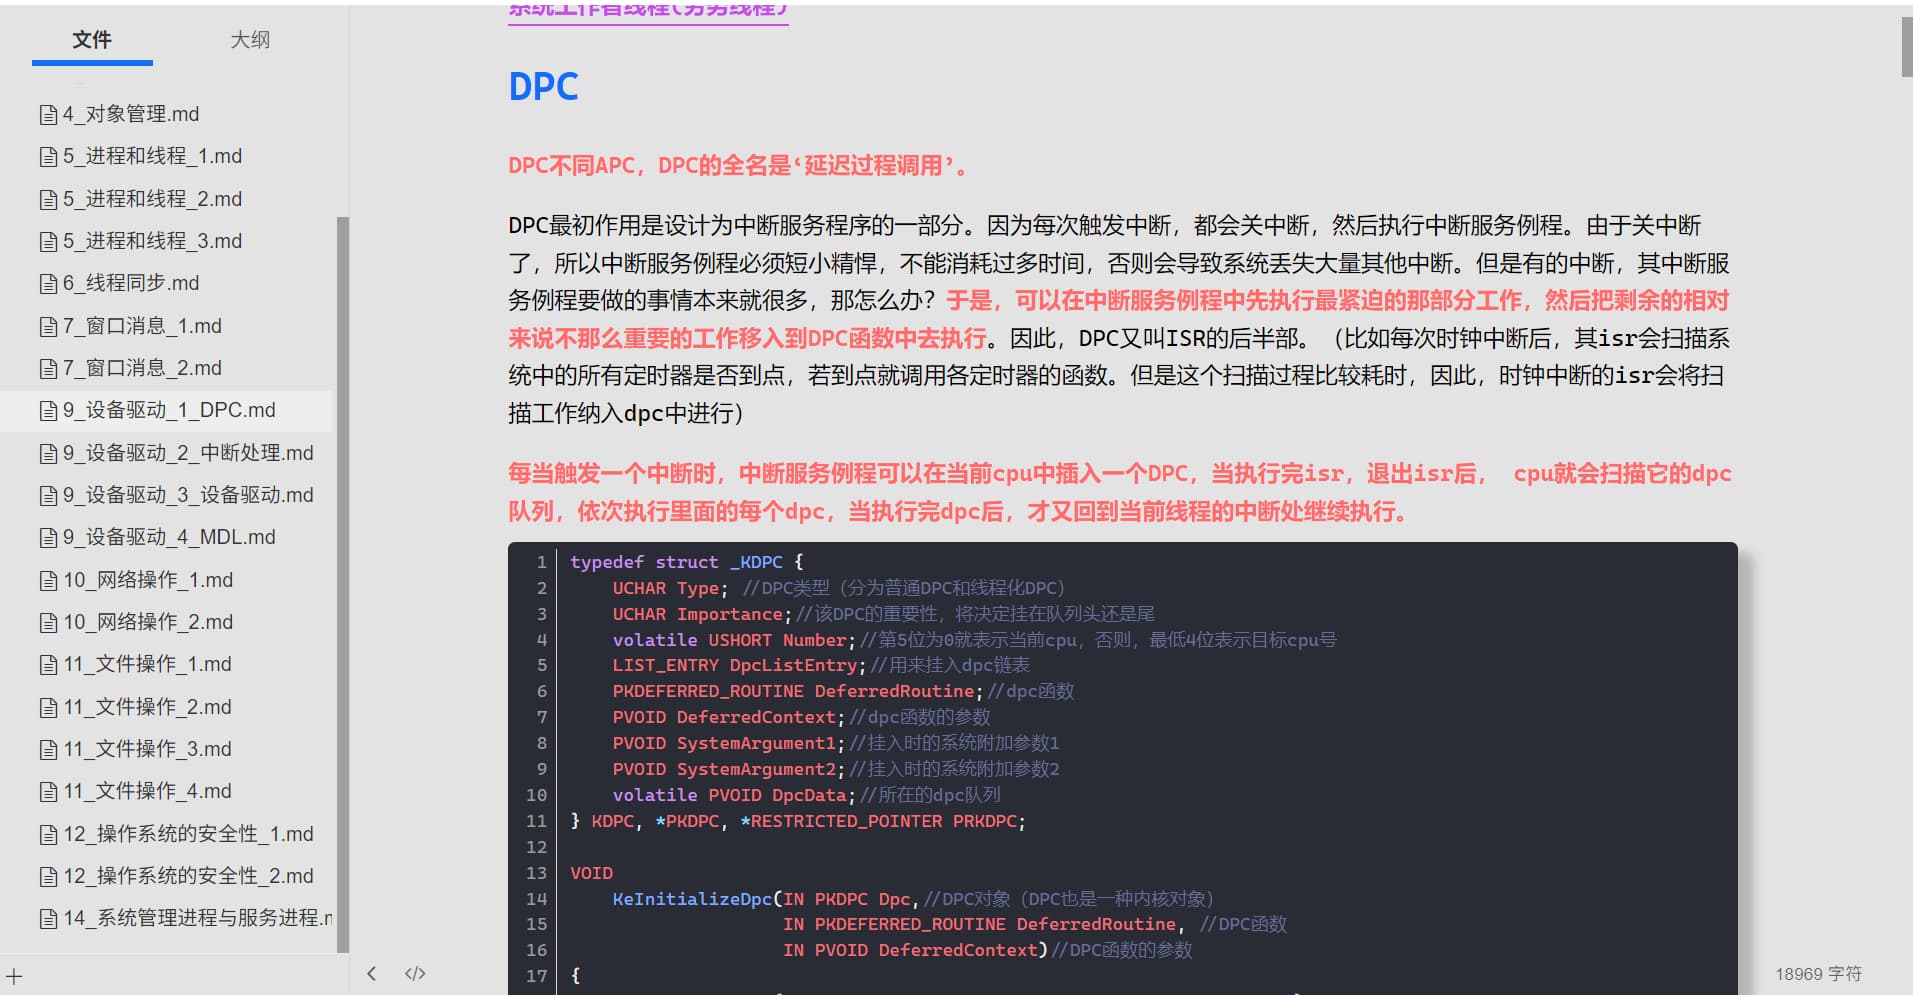 文件
大纲
4_对象管理.md
5_进程和线程_1.md
5_进程和线程_2.md
5_进程和线程_3.md
6_线程同步.md
7_窗口消息_1.md
7_窗口消息_2.md
9_设备驱动_1_DPC.md
9_设备驱动_2_中断处理.md
9_设备驱动_3_设备驱动.md
9_设备驱动_4_MDL.md
10_网络操作_1.md
10_网络操作_2.md
11_文件操作_1.md
11_文件操作_2.md
11_文件操作_3.md
11_文件操作_4.md
12_操作系统的安全性_1.md
12_操作系统的安全性_2.md
14_系统管理进程与服务进程.m
系统工作者线程(劳务线程)
DPC
DPC不同APC，DPC的全名是‘延迟过程调用’。
DPC最初作用是设计为中断服务程序的一部分。因为每次触发中断，都会关中断，然后执行中断服务例程。由于关中断
了，所以中断服务例程必须短小精悍，不能消耗过多时间，否则会导致系统丢失大量其他中断。但是有的中断，其中断服
务例程要做的事情本来就很多，那怎么办？于是，可以在中断服务例程中先执行最紧迫的那部分工作，然后把剩余的相对
来说不那么重要的工作移入到DPC函数中去执行。因此，DPC又叫ISR的后半部。（比如每次时钟中断后，其isr会扫描系
统中的所有定时器是否到点，若到点就调用各定时器的函数。但是这个扫描过程比较耗时，因此，时钟中断的isr会将扫
描工作纳入dpc中进行）
每当触发一个中断时，中断服务例程可以在当前cpu中插入一个DPC，当执行完isr，退出isr后， cpu就会扫描它的dpc
队列，依次执行里面的每个dpc，当执行完dpc后，才又回到当前线程的中断处继续执行。
1 typedef struct _KDPC {
2 UCHAR Type; //DPC类型（分为普通DPC和线程化DPC）
3 UCHAR Importance;//该DPC的重要性，将决定挂在队列头还是尾
4 volatile USHORT Number;//第5位为0就表示当前cpu，否则，最低4位表示目标cpu号
5 LIST_ENTRY DpcListEntry;//用来挂入dpc链表
6 PKDEFERRED_ROUTINE DeferredRoutine;//dpc函数
7 PVOID DeferredContext;//dpc函数的参数
8 PVOID SystemArgument1;//挂入时的系统附加参数1
9 PVOID SystemArgument2;//挂入时的系统附加参数2
10 volatile PVOID DpcData;//所在的dpc队列
11 } KDPC, *PKDPC, *RESTRICTED_POINTER PRKDPC;
12
13 VOID
14 KeInitializeDpc(IN PKDPC Dpc,//DPC对象（DPC也是一种内核对象）
15 IN PKDEFERRED_ROUTINE DeferredRoutine, //DPC函数
16 IN PVOID DeferredContext)//DPC函数的参数
17 {
18969 字符